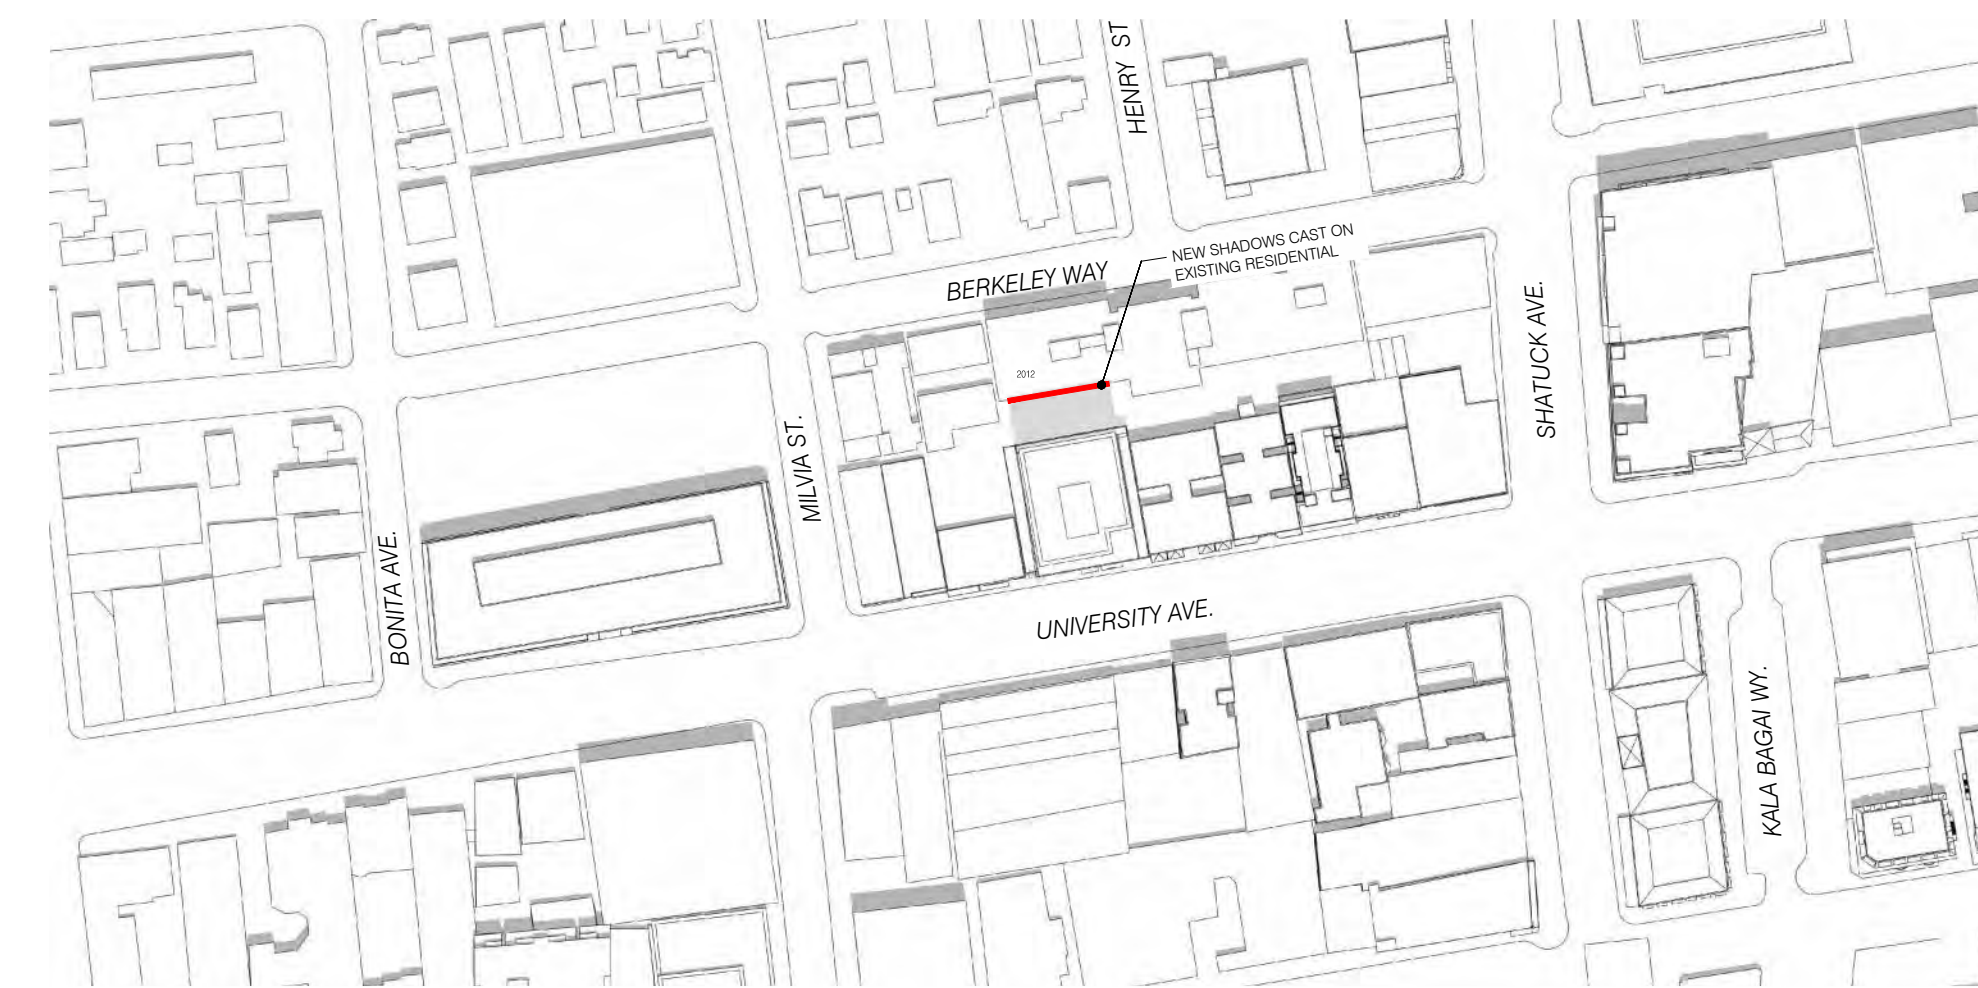 HENRY ST
NEW SHADOWS CAST ON
EXISTING RESIDENTIAL
BERKELEY WAY
2012
SHATUCK AVE.
MILVIA ST.
BONITA AVE.
UNIVERSITY AVE.
KALA BAGAI WY.